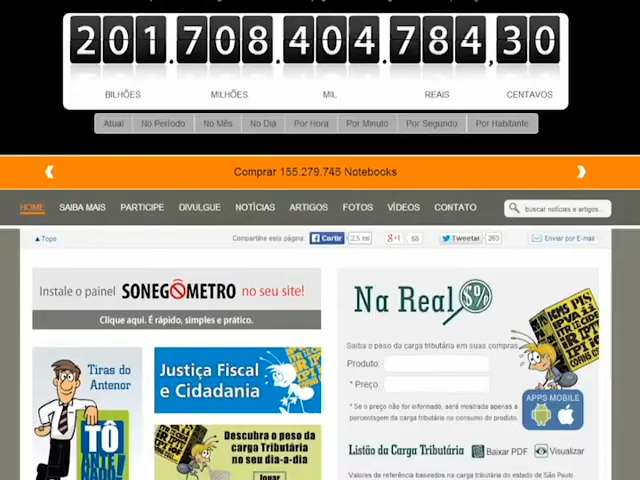 201.708.404.784,30
BILHÕES MILHÕES MIL REAIS CENTAVOS
Atual No Período No Mês No Dia Por Hora Por Minuto Por Segundo Por Habitante
Comprar 155.279.745 Notebooks
HOME SAIBA MAIS PARTICIPE DIVULGUE NOTÍCIAS ARTIGOS FOTOS VÍDEOS CONTATO buscar notícias e artigos...
Topo Compartilhe esta página: Curtir 2,5 mi +1 58 Tweetar 263 Enviar por E-mail
Instale o painel SONEGÔMETRO no seu site!
Clique aqui. É rápido, simples e prático.
Tiras do
Antenor
TÔ
ANTE
NADO!
Justiça Fiscal
e Cidadania
Descubra o peso da
carga Tributária
no seu dia-a-dia
Jogar
Na Real $%
Saiba o peso da carga tributária em suas compras
Produto:
* Preço:
* Se o preço não for informado, será mostrada apenas a
porcentagem da carga tributária no consumo do produto.
APPS MOBILE
Listão da Carga Tributária Baixar PDF Visualizar
Valores de referência baseados na carga tributária do estado de São Paulo.